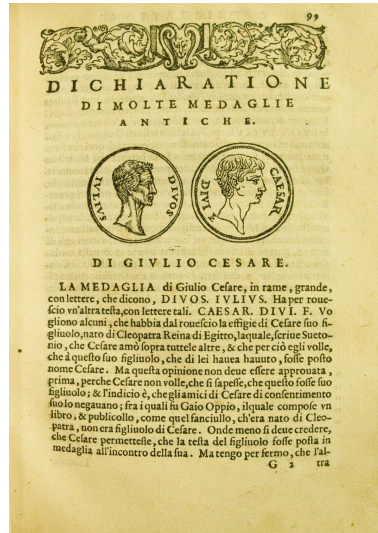 99
DICHIARATIONE
DI MOLTE MEDAGLIE
ANTICHE.
IVLIVS DIVOS
DIVI F CAESAR
DI GIVLIO CESARE.
LA MEDAGLIA di Giulio Cesare, in rame, grande,
con lettere, che dicono, DIVOS. IVLIVS. Ha per roue-
scio vn'altra testa, con lettere tali. CAESAR. DIVI. F. Vo
gliono alcuni, che habbia dal rouescio la effigie di Cesare suo fi-
gliuolo, nato di Cleopatra Reina di Egitto, laquale, scriue Sueto-
nio, che Cesare amò sopra tuttele altre, & che per ciò egli volle,
che à questo suo figliuolo, che di lei hauea hauuto, fosse posto
nome Cesare. Ma questa opinione non deue essere approuata,
prima, perche Cesare non volle, che si sapesse, che questo fosse suo
figliuolo; & l'indicio è, che gli amici di Cesare di consentimento
suo lo negauano; fra i quali fu Gaio Oppio, ilquale compose vn
libro, & publicollo, come quel fanciullo, ch'era nato di Cleo-
patra, non era figliuolo di Cesare. Onde meno si deue credere,
che Cesare permettesse, che la testa del figliuolo fosse posta in
medaglia all'incontro della sua. Ma tengo per fermo, che l'al-
G 2 tra